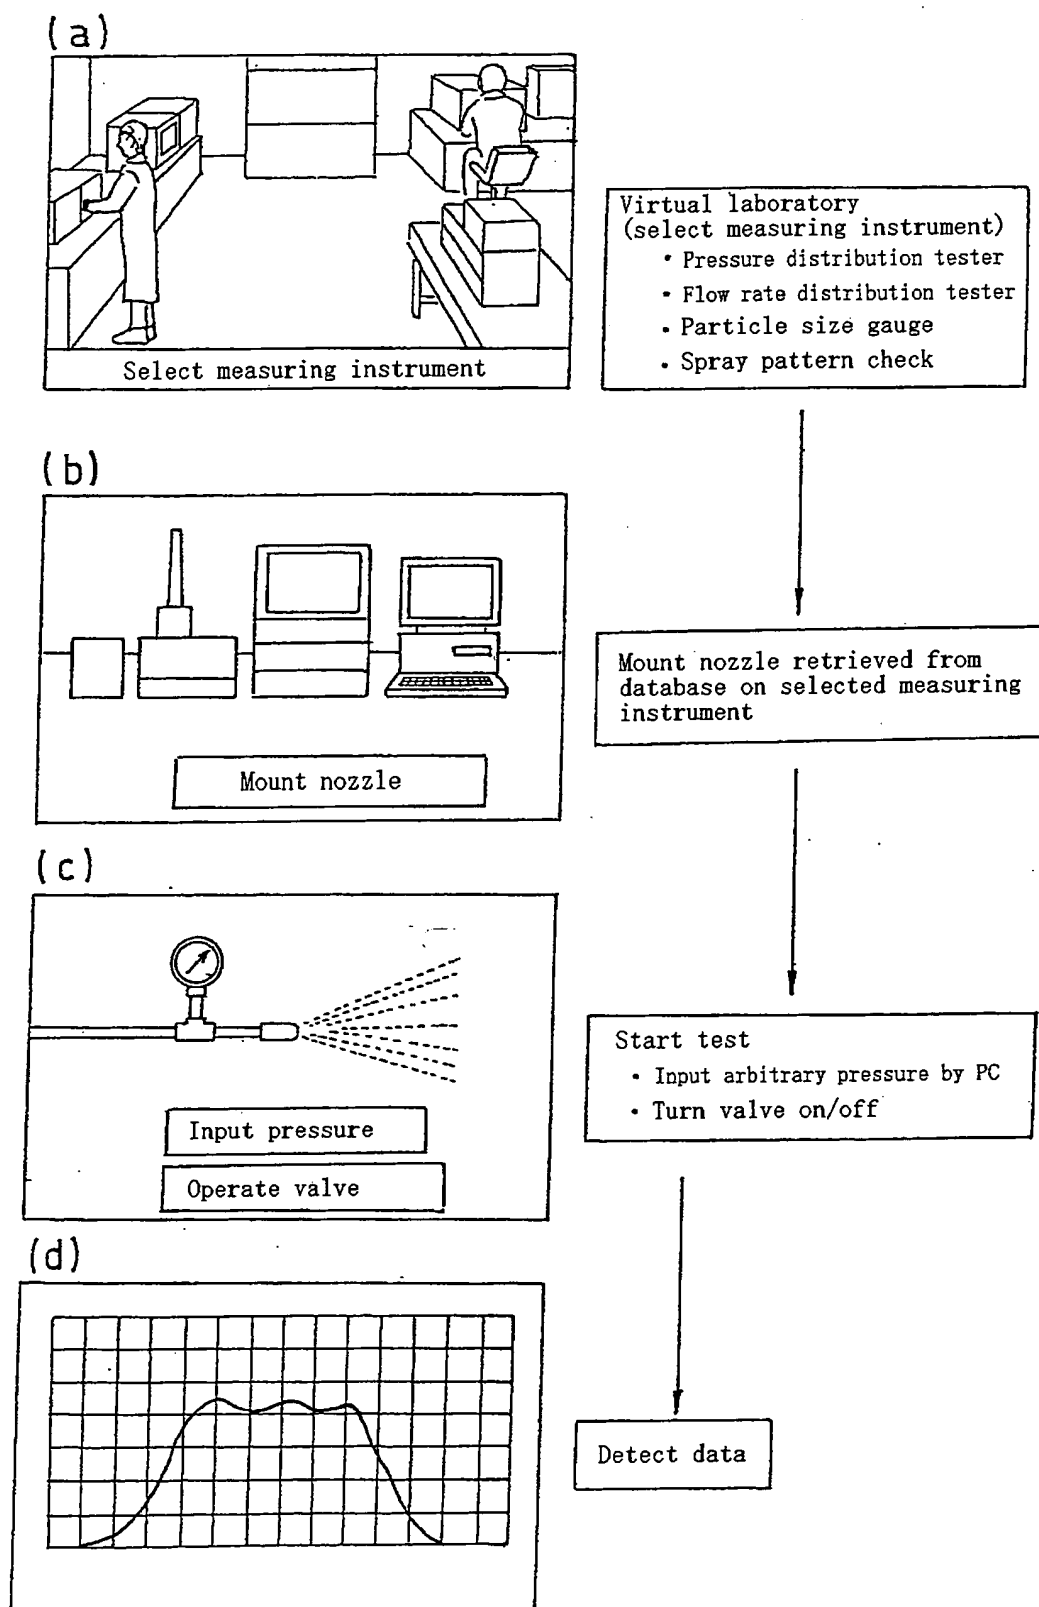 (a)
Select measuring instrument
Virtual laboratory
(select measuring instrument)
・ Pressure distribution tester
・ Flow rate distribution tester
・ Particle size gauge
・ Spray pattern check
(b)
Mount nozzle
Mount nozzle retrieved from
database on selected measuring
instrument
(c)
Input pressure
Operate valve
Start test
・ Input arbitrary pressure by PC
・ Turn valve on/off
(d)
Detect data